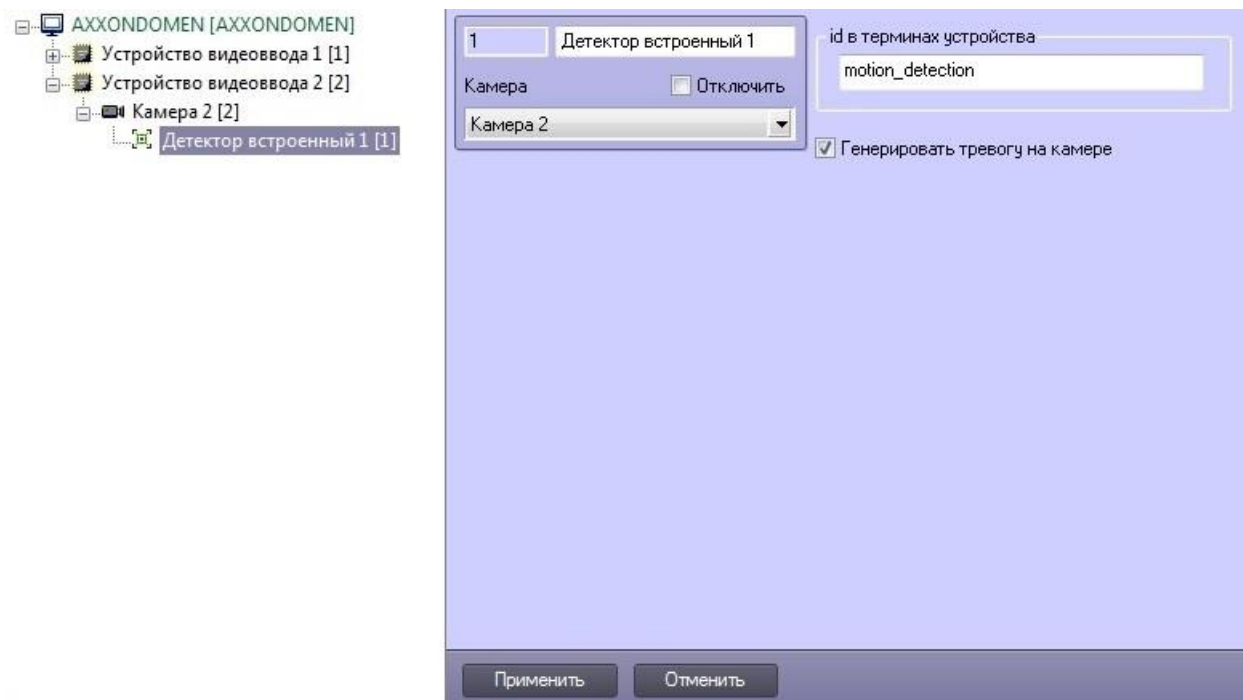 AXXONDOMEN [AXXONDOMEN]
Устройство видеоввода 1 [1]
Устройство видеоввода 2 [2]
Камера 2 [2]
Детектор встроенный 1 [1]
1
Детектор встроенный 1
Камера
Отключить
Камера 2
id в терминах устройства
motion_detection
Генерировать тревогу на камере
Применить
Отменить